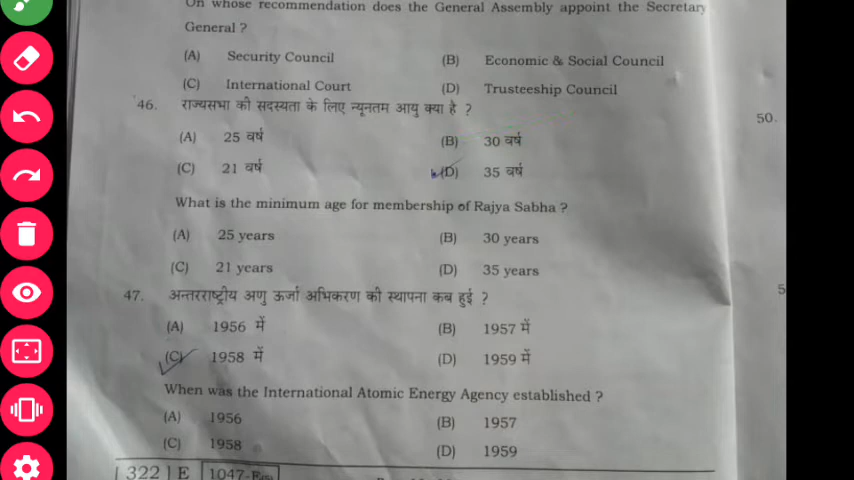 On whose recommendation does the General Assembly appoint the Secretary
General ?
(A) Security Council (B) Economic & Social Council
(C) International Court (D) Trusteeship Council
46. राज्यसभा की सदस्यता के लिए न्यूनतम आयु क्या है ?
(A) 25 वर्ष (B) 30 वर्ष
(C) 21 वर्ष (D) 35 वर्ष
What is the minimum age for membership of Rajya Sabha ?
(A) 25 years (B) 30 years
(C) 21 years (D) 35 years
47. अन्तरराष्ट्रीय अणु ऊर्जा अभिकरण की स्थापना कब हुई ?
(A) 1956 में (B) 1957 में
(C) 1958 में (D) 1959 में
When was the International Atomic Energy Agency established ?
(A) 1956 (B) 1957
(C) 1958 (D) 1959
322 E 1047-
50.
5